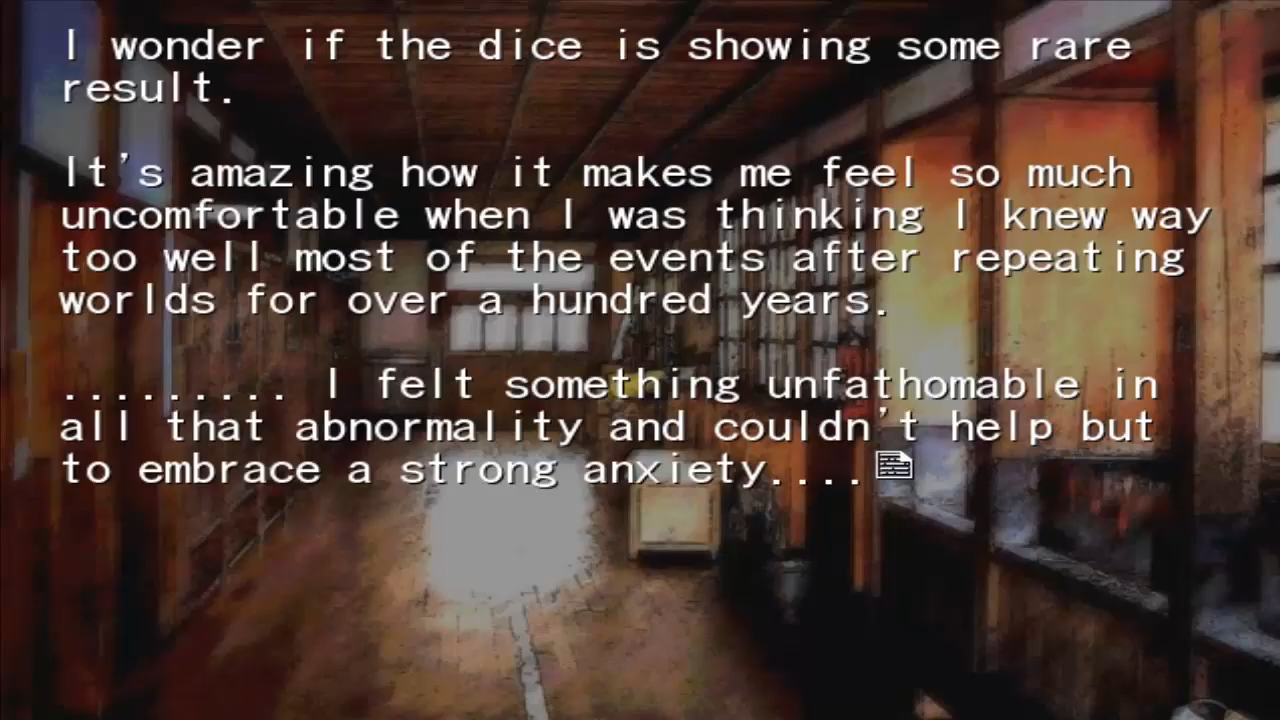 I wonder if the dice is showing some rare
result.
It's amazing how it makes me feel so much
uncomfortable when I was thinking I knew way
too well most of the events after repeating
worlds for over a hundred years.
......... I felt something unfathomable in
all that abnormality and couldn't help but
to embrace a strong anxiety....